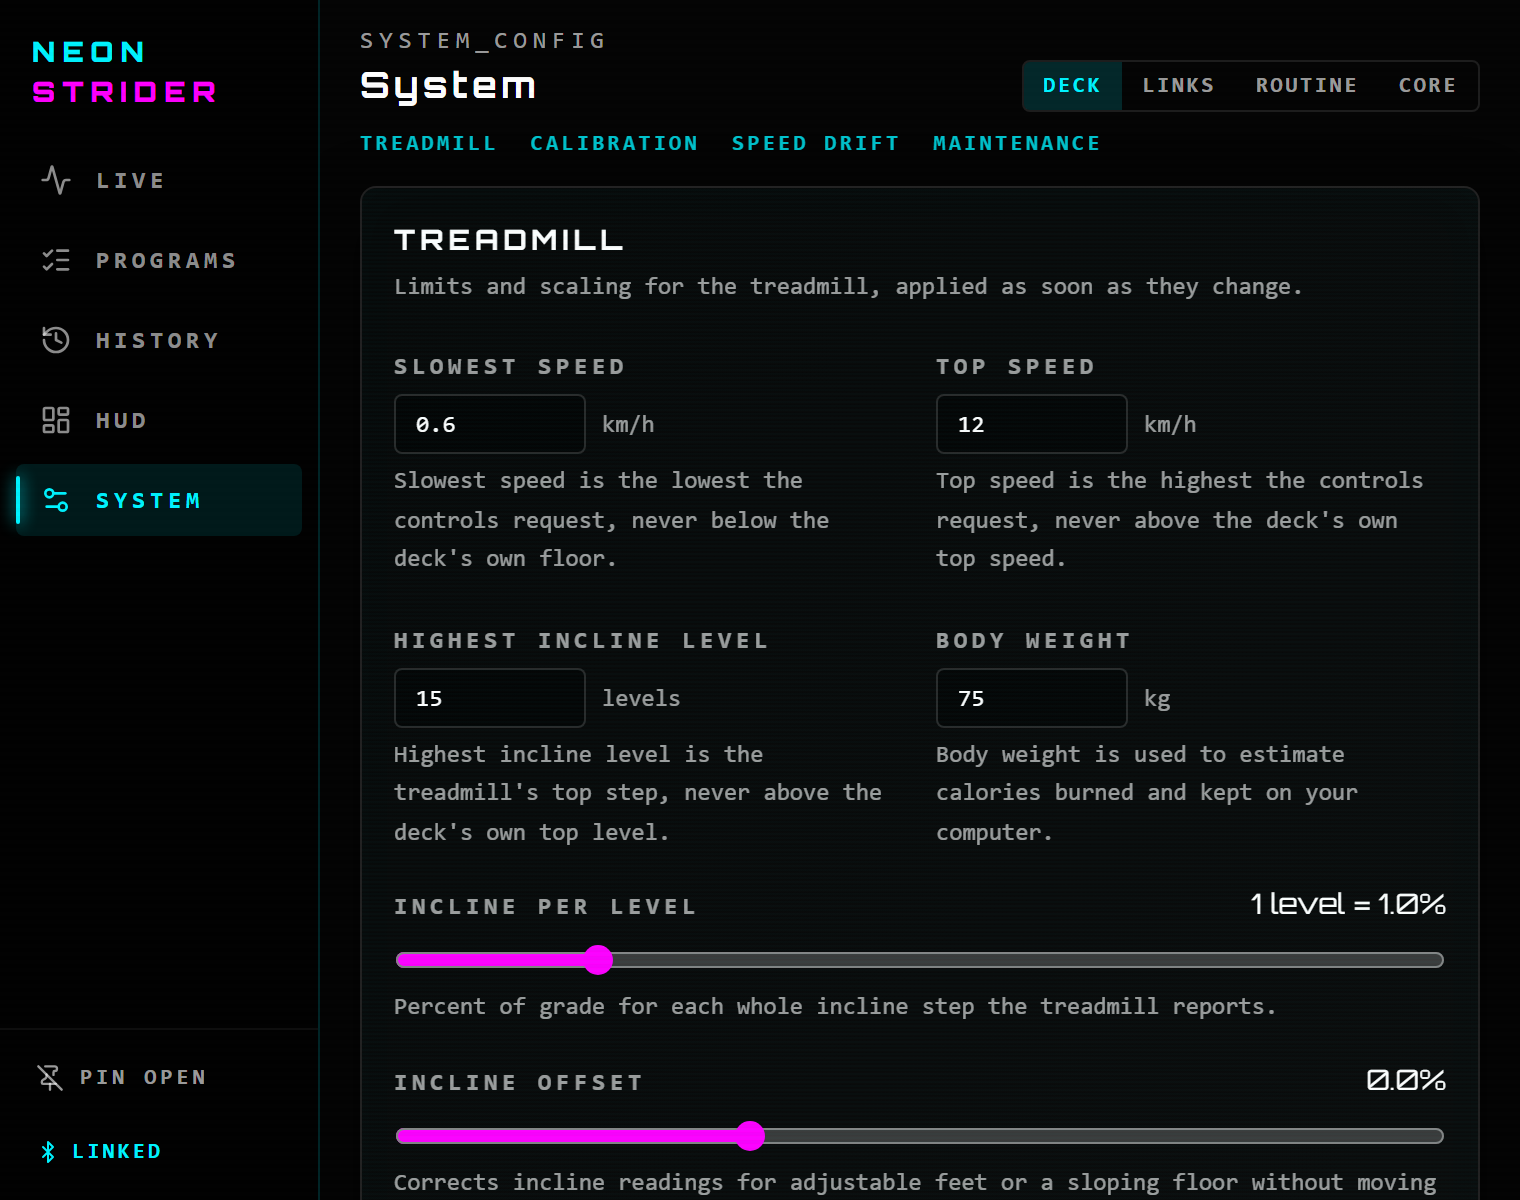 NEON
STRIDER
LIVE
PROGRAMS
HISTORY
HUD
SYSTEM
PIN OPEN
LINKED
SYSTEM_CONFIG
System
DECK LINKS ROUTINE CORE
TREADMILL CALIBRATION SPEED DRIFT MAINTENANCE
TREADMILL
Limits and scaling for the treadmill, applied as soon as they change.
SLOWEST SPEED
0.6 km/h
Slowest speed is the lowest the
controls request, never below the
deck's own floor.
TOP SPEED
12 km/h
Top speed is the highest the controls
request, never above the deck's own
top speed.
HIGHEST INCLINE LEVEL
15 levels
Highest incline level is the
treadmill's top step, never above the
deck's own top level.
BODY WEIGHT
75 kg
Body weight is used to estimate
calories burned and kept on your
computer.
INCLINE PER LEVEL 1 level = 1.0%
Percent of grade for each whole incline step the treadmill reports.
INCLINE OFFSET 0.0%
Corrects incline readings for adjustable feet or a sloping floor without moving